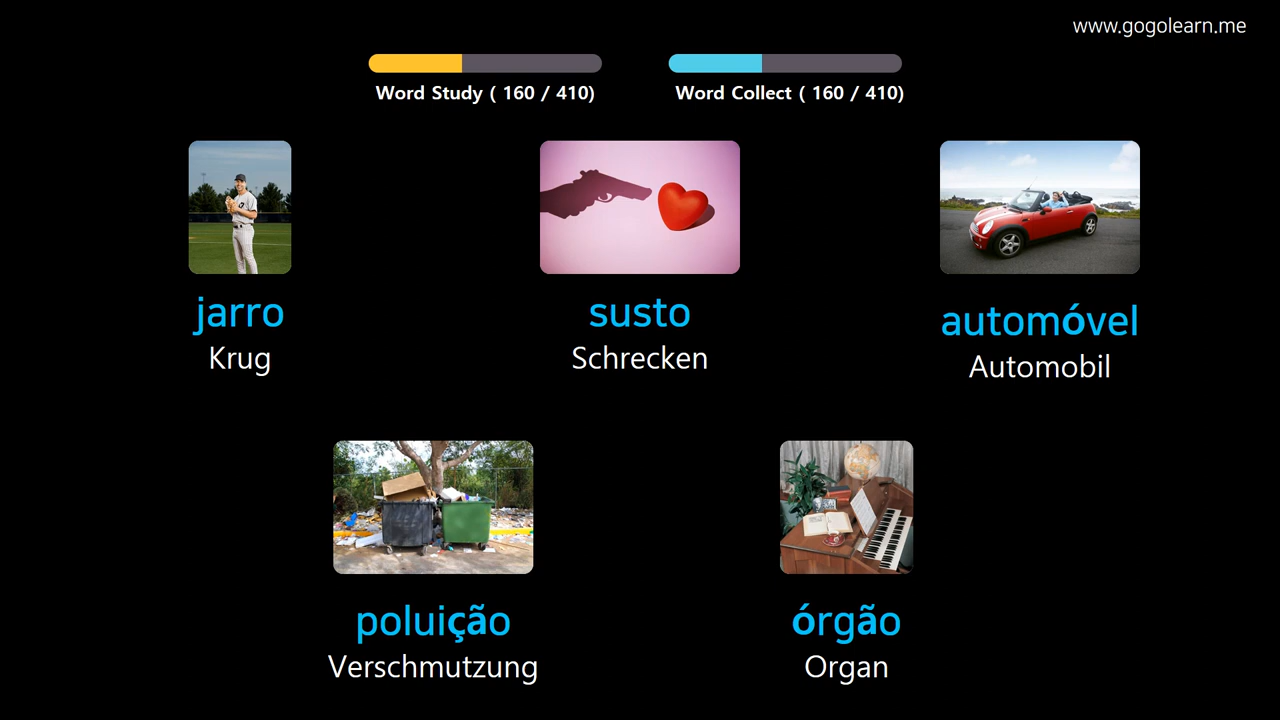 www.gogolearn.me
Word Study ( 160 / 410)
Word Collect ( 160 / 410)
jarro
Krug
susto
Schrecken
automóvel
Automobil
poluição
Verschmutzung
órgão
Organ